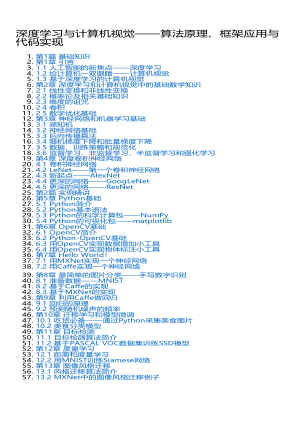 深度学习与计算机视觉——算法原理、框架应用与
代码实现
1. 第1篇 基础知识
2. 第1章 引言
3. 1.1 人工智能的新焦点——深度学习
4. 1.2 给计算机一双眼睛——计算机视觉
5. 1.3 基于深度学习的计算机视觉
6. 第2章 深度学习和计算机视觉中的基础数学知识
7. 2.1 线性变换和非线性变换
8. 2.2 概率论及相关基础知识
9. 2.3 维度的诅咒
10. 2.4 卷积
11. 2.5 数学优化基础
12. 第3章 神经网络和机器学习基础
13. 3.1 感知机
14. 3.2 神经网络基础
15. 3.3 后向传播算法
16. 3.4 随机梯度下降和批量梯度下降
17. 3.5 数据、训练策略和规范化
18. 3.6 监督学习、非监督学习、半监督学习和强化学习
19. 第4章 深度卷积神经网络
20. 4.1 卷积神经网络
21. 4.2 LeNet——第一个卷积神经网络
22. 4.3 新起点——AlexNet
23. 4.4 更深的网络——GoogLeNet
24. 4.5 更深的网络——ResNet
25. 第2篇 实例精讲
26. 第5章 Python基础
27. 5.1 Python简介
28. 5.2 Python基本语法
29. 5.3 Python的科学计算包——NumPy
30. 5.4 Python的可视化包——matplotlib
31. 第6章 OpenCV基础
32. 6.1 OpenCV简介
33. 6.2 Python-OpenCV基础
34. 6.3 用OpenCV实现数据增加小工具
35. 6.4 用OpenCV实现物体标注小工具
36. 第7章 Hello World!
37. 7.1 用MXNet实现一个神经网络
38. 7.2 用Caffe实现一个神经网络
39. 第8章 最简单的图片分类——手写数字识别
40. 8.1 准备数据——MNIST
41. 8.2 基于Caffe的实现
42. 8.3 基于MXNet的实现
43. 第9章 利用Caffe做回归
44. 9.1 回归的原理
45. 9.2 预测随机噪声的频率
46. 第10章 迁移学习和模型微调
47. 10.1 吃货必备——通过Python采集美食图片
48. 10.2 美食分类模型
49. 第11章 目标检测
50. 11.1 目标检测算法简介
51. 11.2 基于PASCAL VOC数据集训练SSD模型
52. 第12章 度量学习
53. 12.1 距离和度量学习
54. 12.2 用MNIST训练Siamese网络
55. 第13章 图像风格迁移
56. 13.1 风格迁移算法简介
57. 13.2 MXNet中的图像风格迁移例子